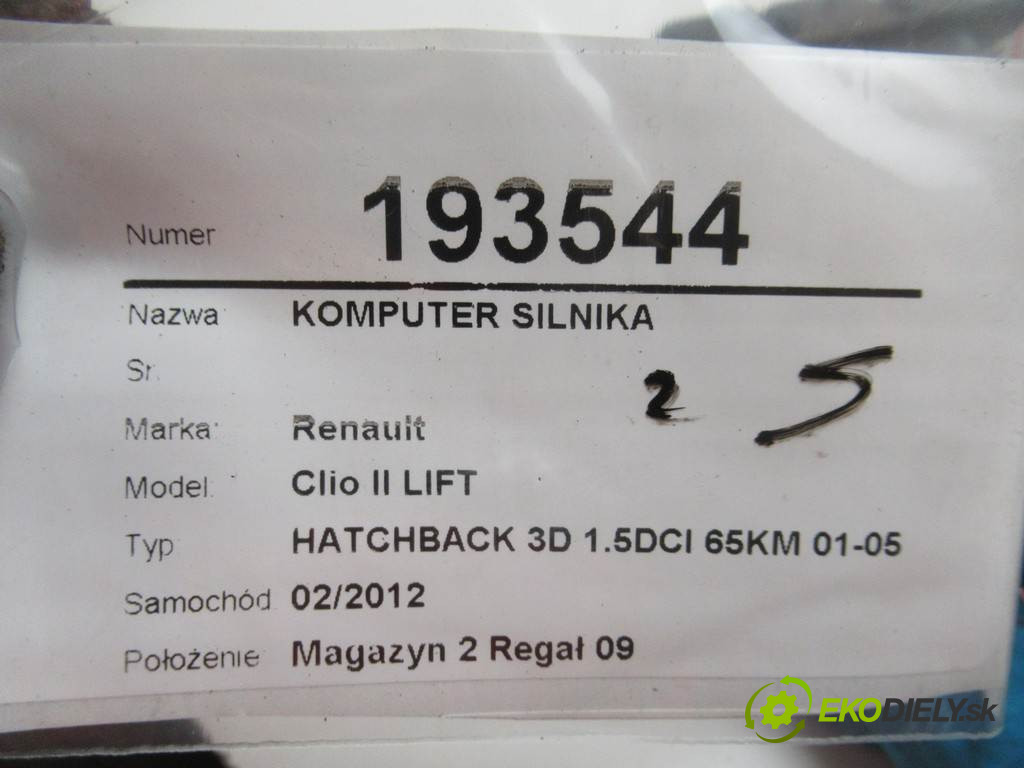 Numer 193544
Nazwa: KOMPUTER SILNIKA
Sr.
2 5
Marka: Renault
Model: Clio II LIFT
Typ HATCHBACK 3D 1.5DCI 65KM 01-05
Samochód: 02/2012
Położenie: Magazyn 2 Regał 09
EKODIELY.sk